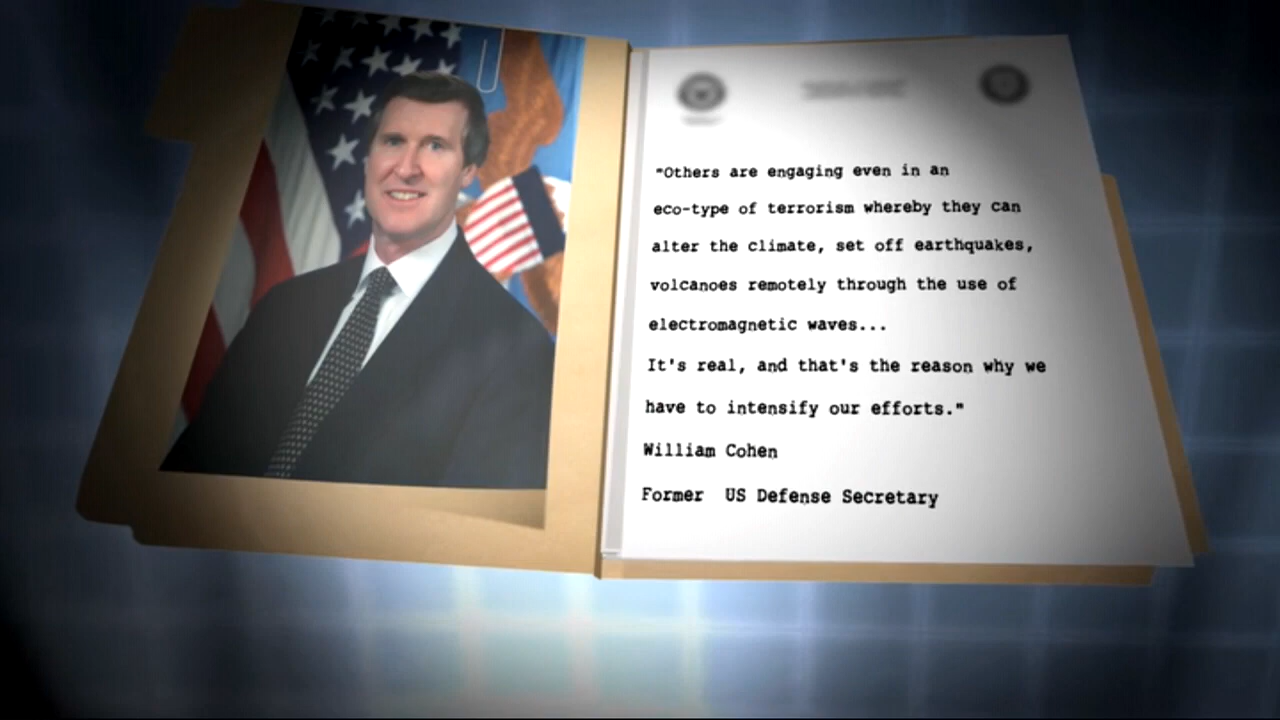 "Others are engaging even in an
eco-type of terrorism whereby they can
alter the climate, set off earthquakes,
volcanoes remotely through the use of
electromagnetic waves...
It's real, and that's the reason why we
have to intensify our efforts."
William Cohen
Former US Defense Secretary